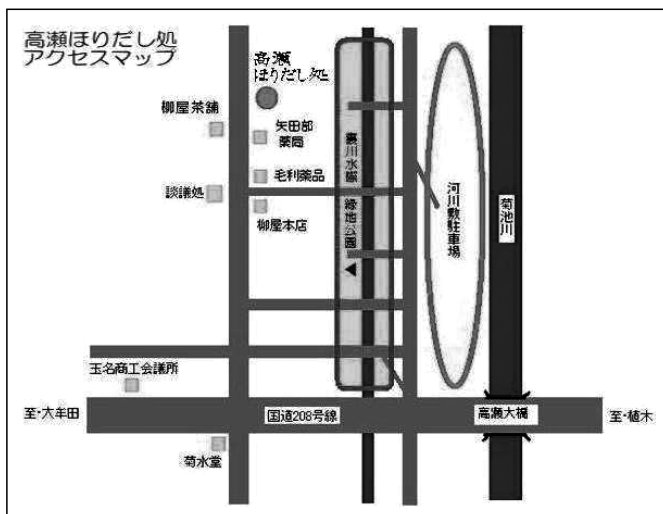 高瀬ほりだし処
アクセスマップ
高瀬
ほりだし処
柳屋茶舗
矢田部
薬局
毛利薬品
談議処
柳屋本店
裏川水際 緑地公園
河川敷駐車場
菊池川
玉名商工会議所
至・大牟田
国道208号線
高瀬大橋
至・植木
菊水堂